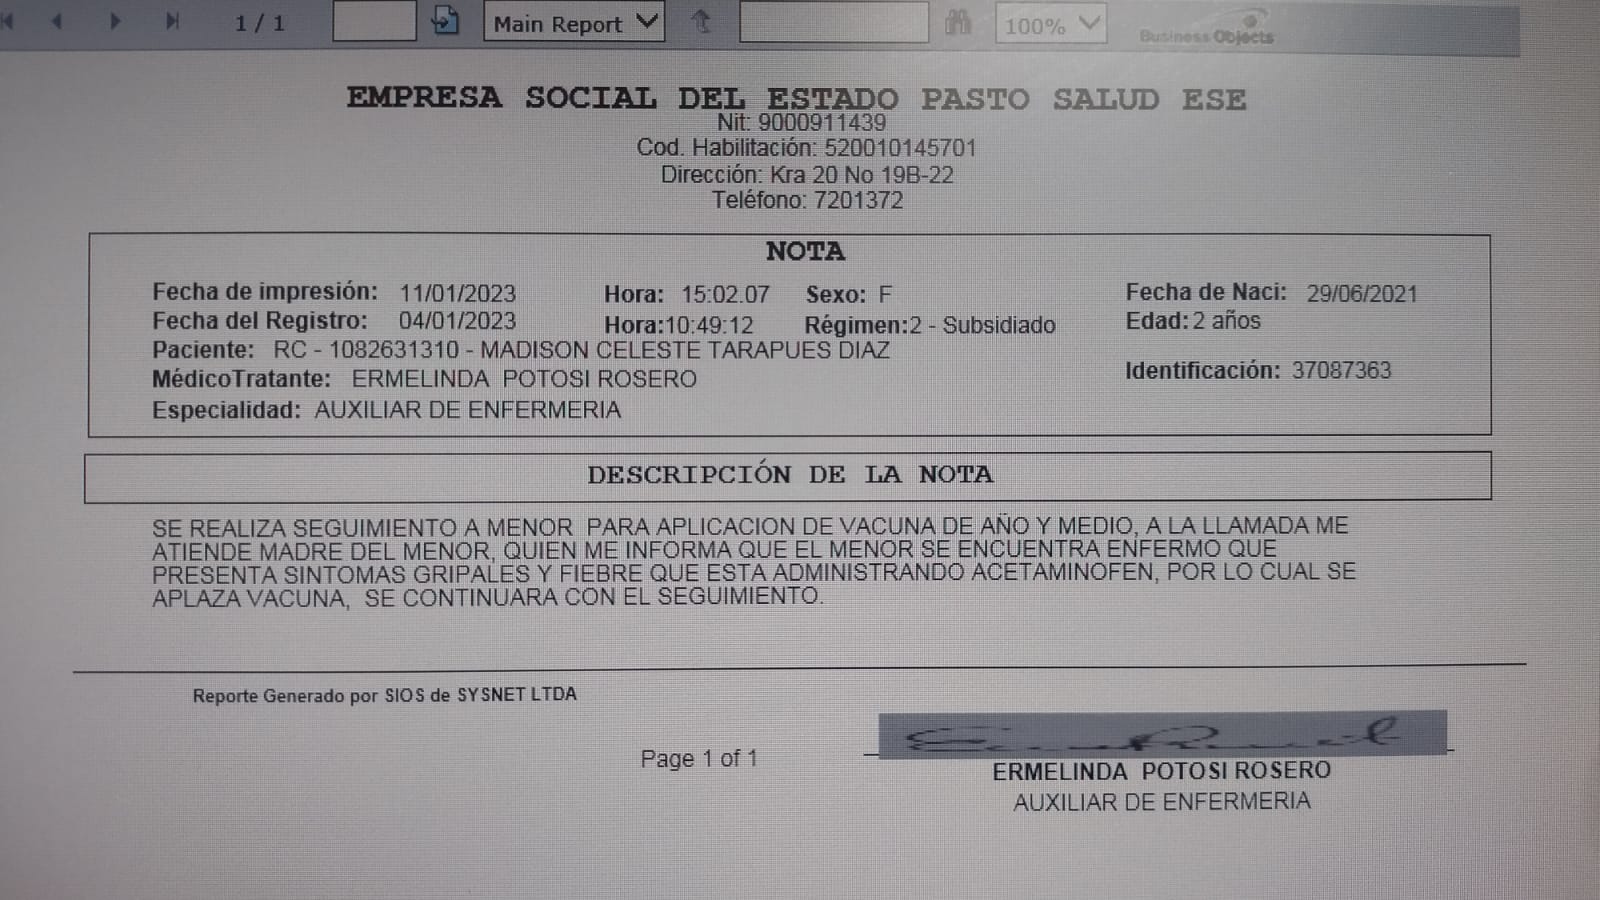 1 / 1 Main Report 100% Business Objects
EMPRESA SOCIAL DEL ESTADO PASTO SALUD ESE
Nit: 9000911439
Cod. Habilitación: 520010145701
Dirección: Kra 20 No 19B-22
Teléfono: 7201372
NOTA
Fecha de impresión: 11/01/2023 Hora: 15:02.07 Sexo: F Fecha de Naci: 29/06/2021
Fecha del Registro: 04/01/2023 Hora:10:49:12 Régimen:2 - Subsidiado Edad: 2 años
Paciente: RC - 1082631310 - MADISON CELESTE TARAPUES DIAZ
MédicoTratante: ERMELINDA POTOSI ROSERO Identificación: 37087363
Especialidad: AUXILIAR DE ENFERMERIA
DESCRIPCIÓN DE LA NOTA
SE REALIZA SEGUIMIENTO A MENOR PARA APLICACION DE VACUNA DE AÑO Y MEDIO, A LA LLAMADA ME
ATIENDE MADRE DEL MENOR, QUIEN ME INFORMA QUE EL MENOR SE ENCUENTRA ENFERMO QUE
PRESENTA SINTOMAS GRIPALES Y FIEBRE QUE ESTA ADMINISTRANDO ACETAMINOFEN, POR LO CUAL SE
APLAZA VACUNA, SE CONTINUARA CON EL SEGUIMIENTO.
Reporte Generado por SIOS de SYSNET LTDA
Page 1 of 1
ERMELINDA POTOSI ROSERO
AUXILIAR DE ENFERMERIA